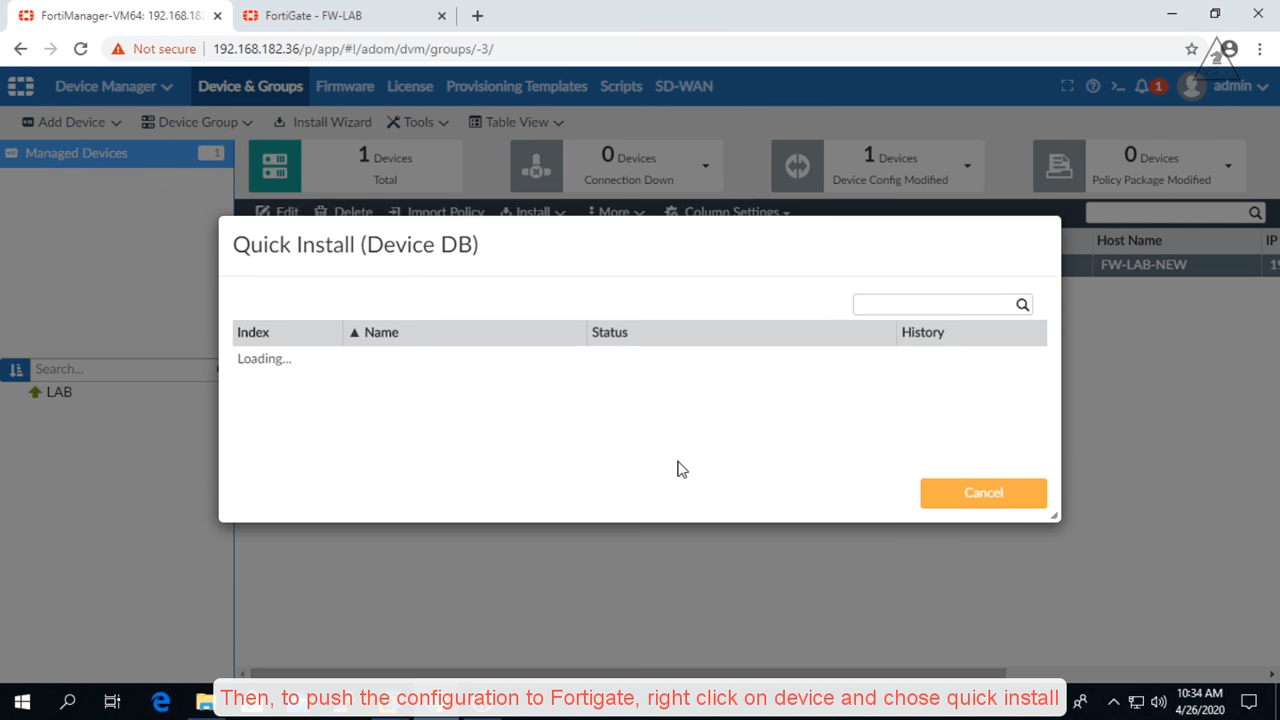 FortiManager-VM64: 192.168.182
FortiGate - FW-LAB
Not secure
192.168.182.36/p/app/#!/adom/dvm/groups/-3/
Device Manager
Device & Groups
Firmware
License
Provisioning Templates
Scripts
SD-WAN
1
admin
Add Device
Device Group
Install Wizard
Tools
Table View
Managed Devices
1
1 Devices
Total
0 Devices
Connection Down
1 Devices
Device Config Modified
0 Devices
Policy Package Modified
Edit
Delete
Import Policy
Install
More
Column Settings
Host Name
IP
FW-LAB-NEW
Quick Install (Device DB)
Index
Name
Status
History
Loading...
Search...
LAB
Cancel
Then, to push the configuration to Fortigate, right click on device and chose quick install
10:34 AM
4/26/2020